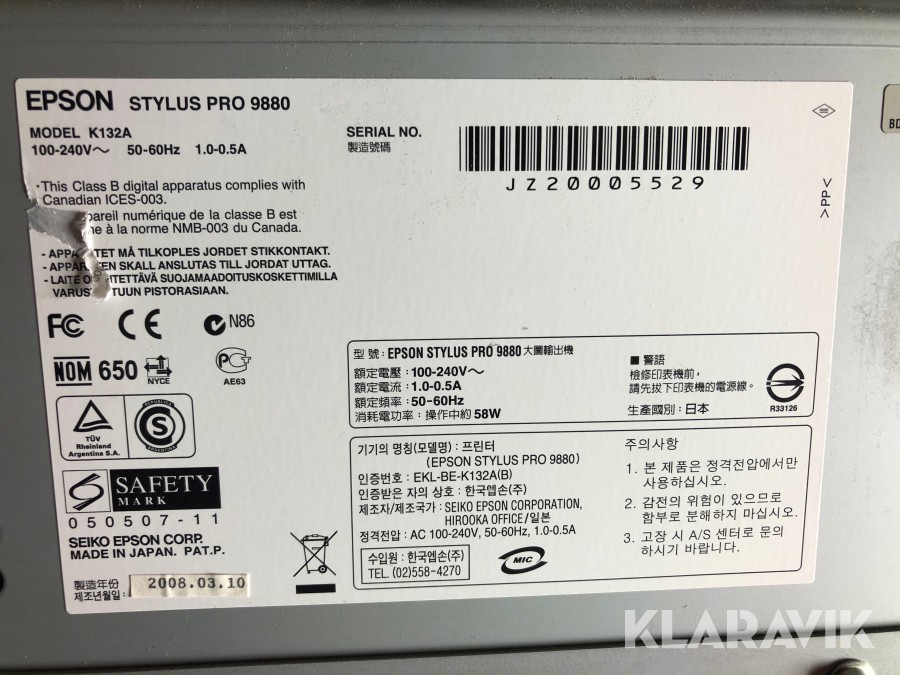 EPSON STYLUS PRO 9880
MODEL K132A
100-240V～ 50-60Hz 1.0-0.5A
SERIAL NO.
製造號碼
JZ20005529
>PP<
BD
·This Class B digital apparatus complies with
Canadian ICES-003.
pareil numérique de la classe B est
e à la norme NMB-003 du Canada.
- APPA TET MÅ TILKOPLES JORDET STIKKONTAKT.
- APPAR EN SKALL ANSLUTAS TILL JORDAT UTTAG.
- LAITE O ITETTÄVÄ SUOJAMAADOITUSKOSKETTIMILLA
VARUS TUUN PISTORASIAAN.
FC CE N86
NOM 650 NYCE
PCT
AE63
TÜV
Rheinland
Argentina S.A.
REPUBLICA
S
ARGENTINA
S SAFETY
MARK
050507-11
SEIKO EPSON CORP.
MADE IN JAPAN. PAT.P.
製造年份
제조년월일: 2008.03.10
型 號: EPSON STYLUS PRO 9880 大圖輸出機
額定電壓: 100-240V～
額定電流: 1.0-0.5A
額定頻率: 50-60Hz
消耗電功率: 操作中約 58W
■ 警語
檢修印表機前,
請先拔下印表機的電源線。
生產國別: 日本
R33126
기기의 명칭(모델명): 프린터
(EPSON STYLUS PRO 9880)
인증번호: EKL-BE-K132A(B)
인증받은 자의 상호: 한국엡손(주)
제조자/제조국가: SEIKO EPSON CORPORATION,
HIROOKA OFFICE/일본
정격전압: AC 100-240V, 50-60Hz, 1.0-0.5A
수입원: 한국엡손(주)
TEL. (02)558-4270
MIC
주의사항
1. 본 제품은 정격전압에서만
사용하십시오.
2. 감전의 위험이 있으므로
함부로 분해하지 마십시오.
3. 고장 시 A/S 센터로 문의
하시기 바랍니다.
KLARAVIK